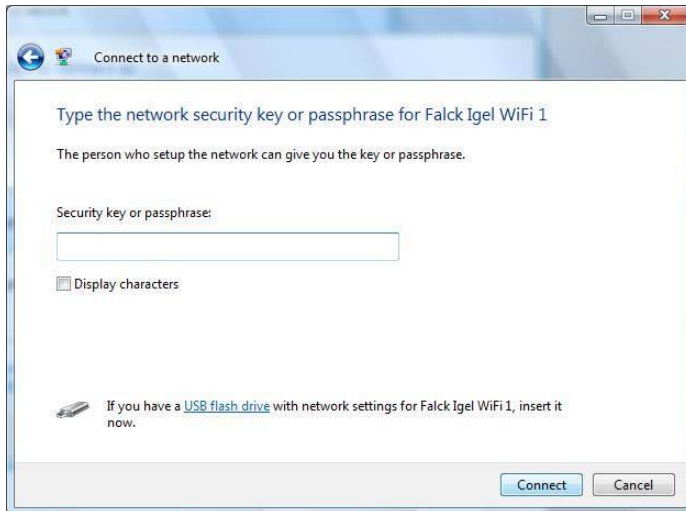 Connect to a network
Type the network security key or passphrase for Falck Igel WiFi 1
The person who setup the network can give you the key or passphrase.
Security key or passphrase:
Display characters
If you have a USB flash drive with network settings for Falck Igel WiFi 1, insert it
now.
Connect Cancel